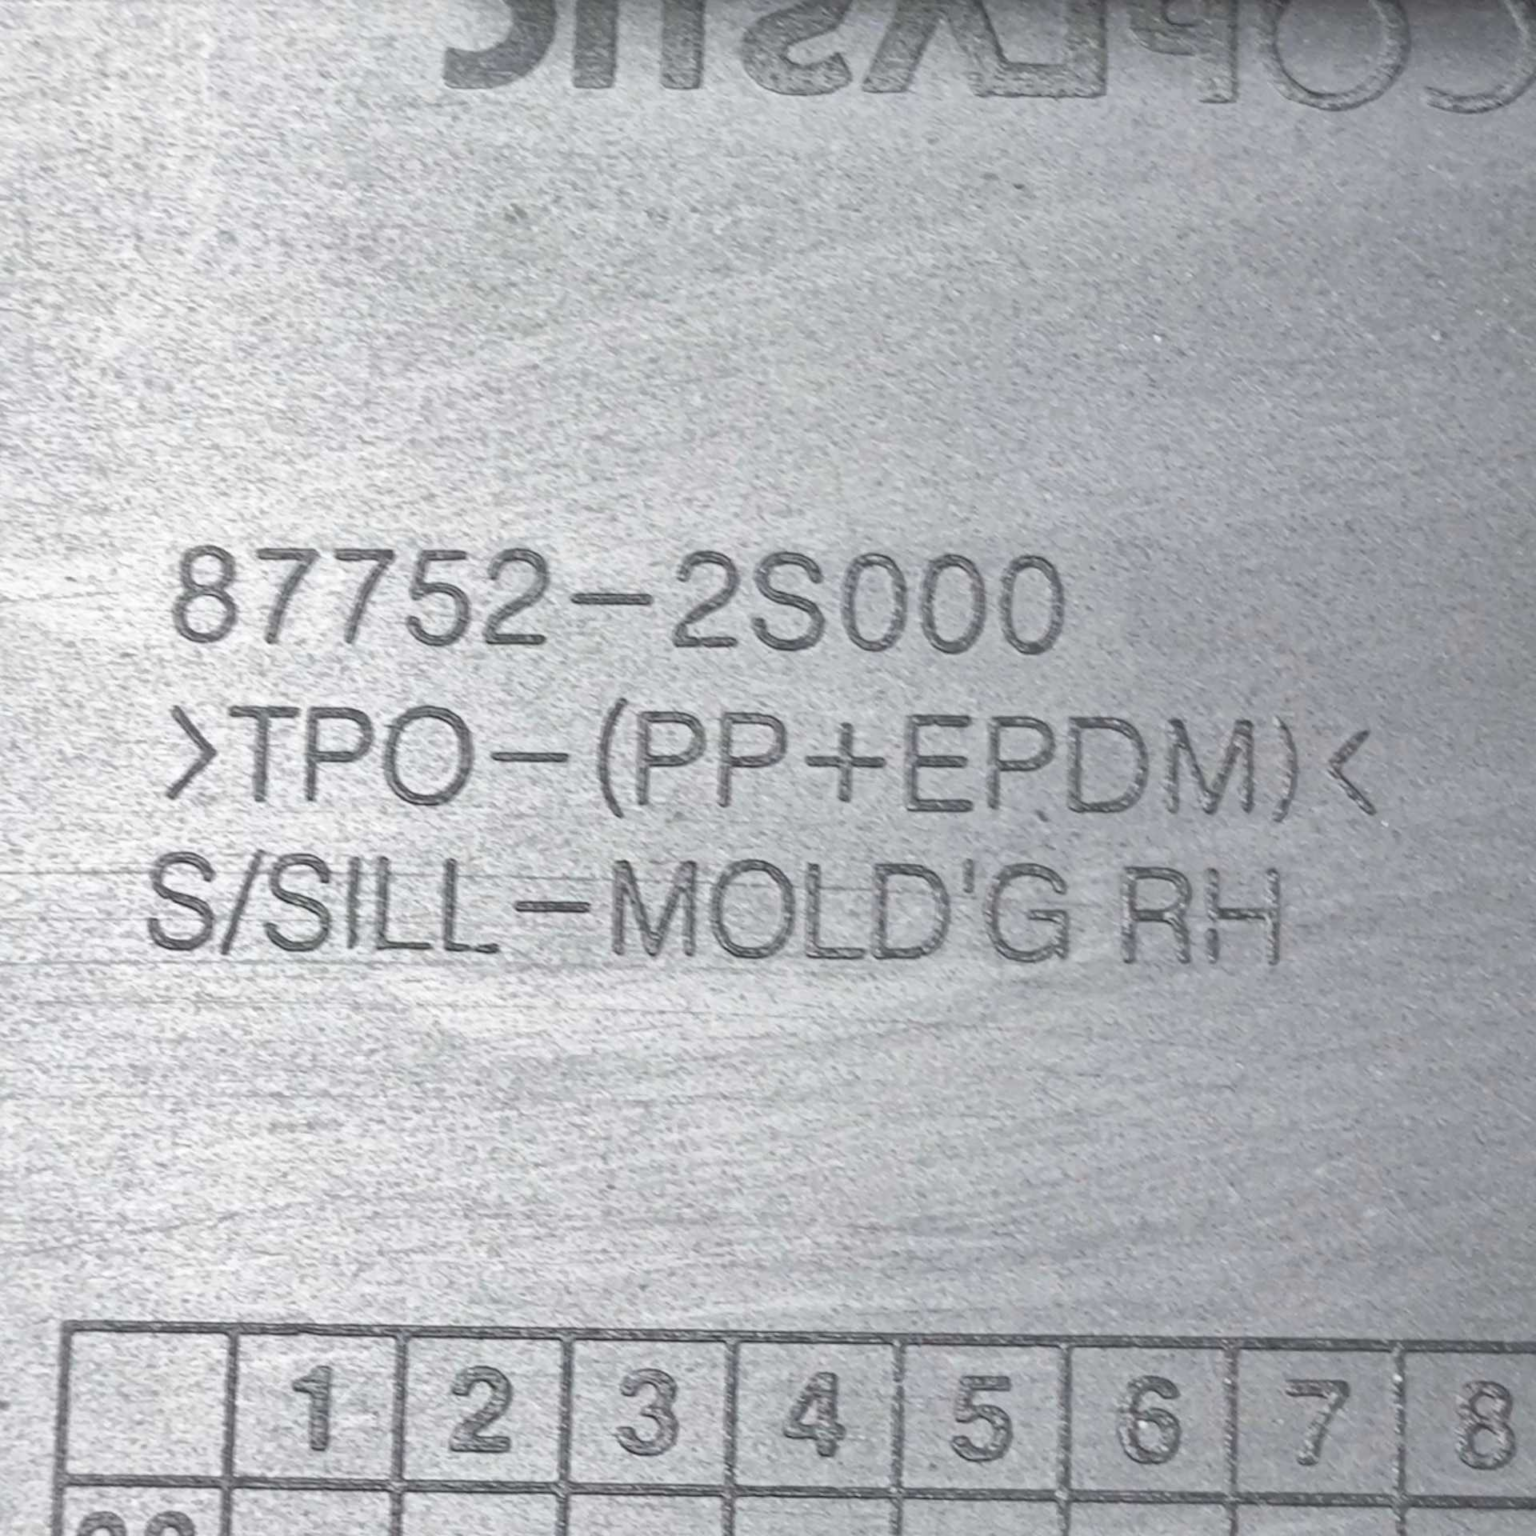 87752-2S000
>TPO-(PP+EPDM)<
S/SILL-MOLD'G RH
1 2 3 4 5 6 7 8